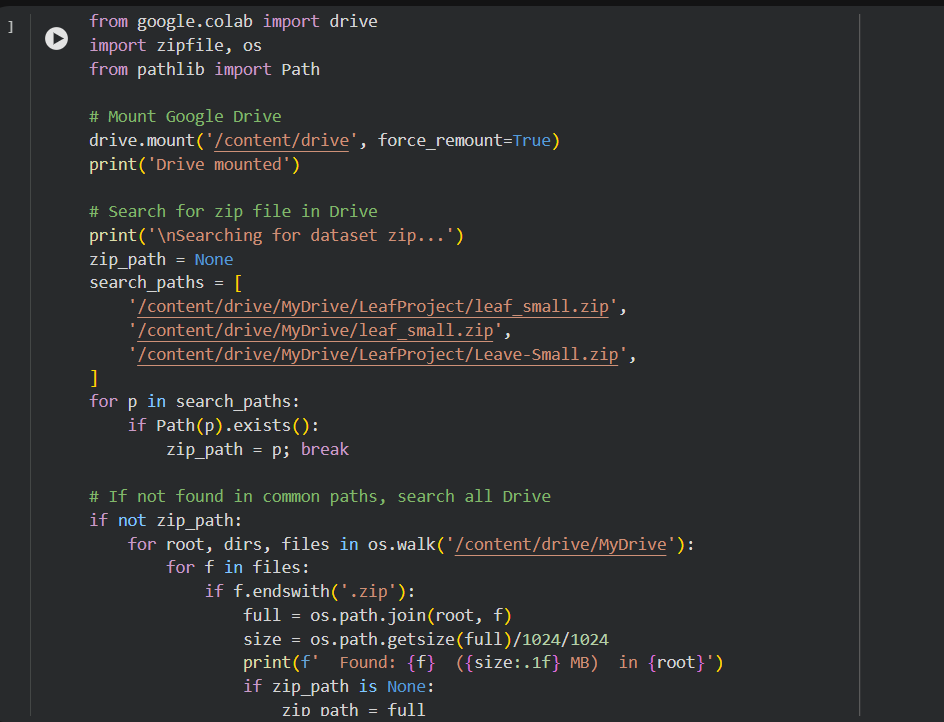 ]
from google.colab import drive
import zipfile, os
from pathlib import Path
# Mount Google Drive
drive.mount('/content/drive', force_remount=True)
print('Drive mounted')
# Search for zip file in Drive
print('\nSearching for dataset zip...')
zip_path = None
search_paths = [
    '/content/drive/MyDrive/LeafProject/leaf_small.zip',
    '/content/drive/MyDrive/leaf_small.zip',
    '/content/drive/MyDrive/LeafProject/Leave-Small.zip',
]
for p in search_paths:
    if Path(p).exists():
        zip_path = p; break
# If not found in common paths, search all Drive
if not zip_path:
    for root, dirs, files in os.walk('/content/drive/MyDrive'):
        for f in files:
            if f.endswith('.zip'):
                full = os.path.join(root, f)
                size = os.path.getsize(full)/1024/1024
                print(f'  Found: {f}  ({size:.1f} MB)  in {root}')
                if zip_path is None:
                    zip_path = full